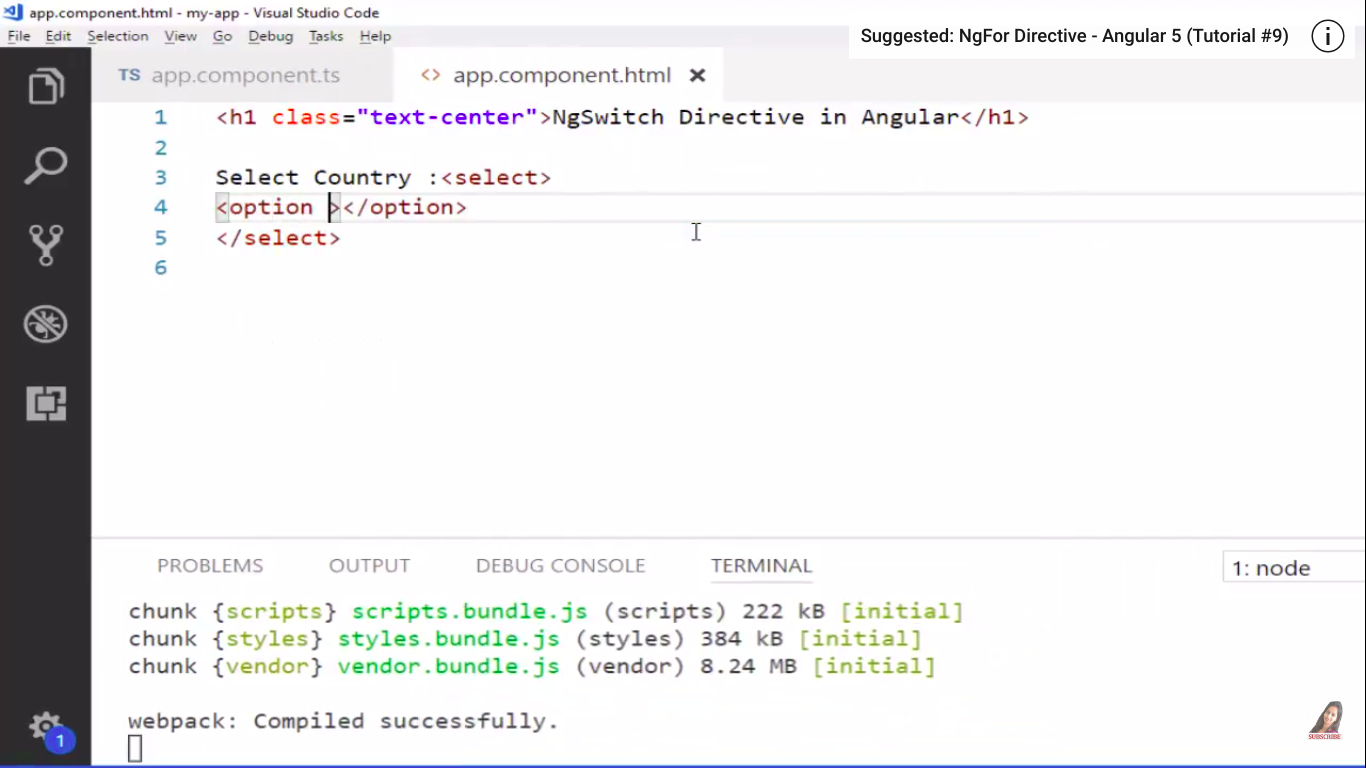 app.component.html - my-app - Visual Studio Code
File Edit Selection View Go Debug Tasks Help
Suggested: NgFor Directive - Angular 5 (Tutorial #9)
TS app.component.ts <> app.component.html
1 <h1 class="text-center">NgSwitch Directive in Angular</h1>
2
3 Select Country :<select>
4 <option ></option>
5 </select>
6
PROBLEMS OUTPUT DEBUG CONSOLE TERMINAL 1: node
chunk {scripts} scripts.bundle.js (scripts) 222 kB [initial]
chunk {styles} styles.bundle.js (styles) 384 kB [initial]
chunk {vendor} vendor.bundle.js (vendor) 8.24 MB [initial]
webpack: Compiled successfully.
1
SUBSCRIBE